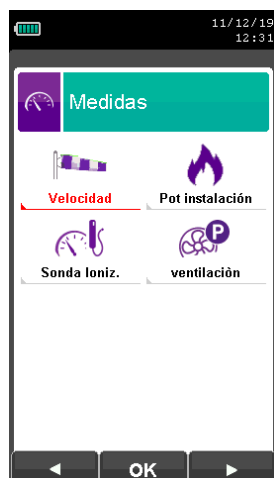 11/12/19
12:31
Medidas
Velocidad
Pot instalación
P
Sonda Ioniz.
ventilaciòn
OK